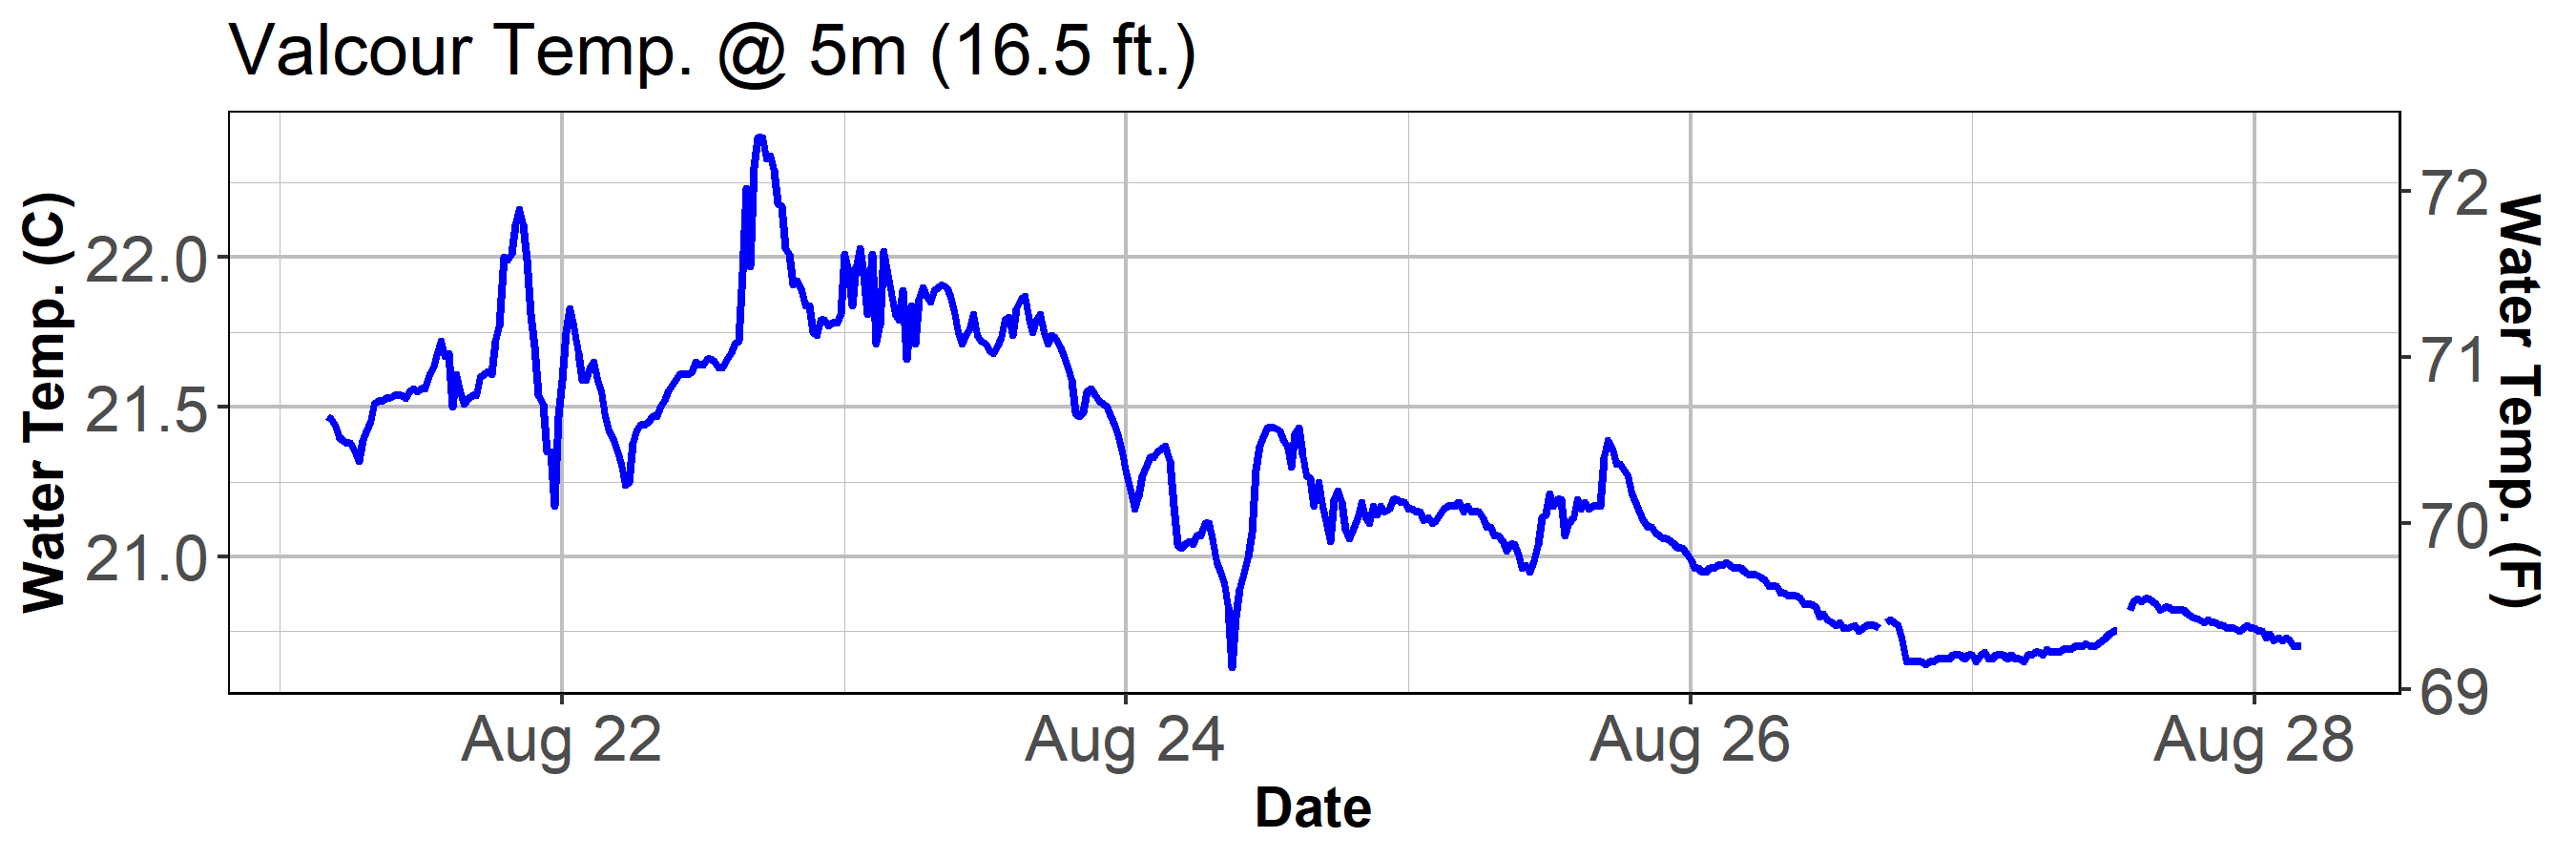 Valcour Temp. @ 5m (16.5 ft.)
Water Temp. (C)
22.0
21.5
21.0
72
71
70
69
Water Temp. (F)
Aug 22 Aug 24 Aug 26 Aug 28
Date